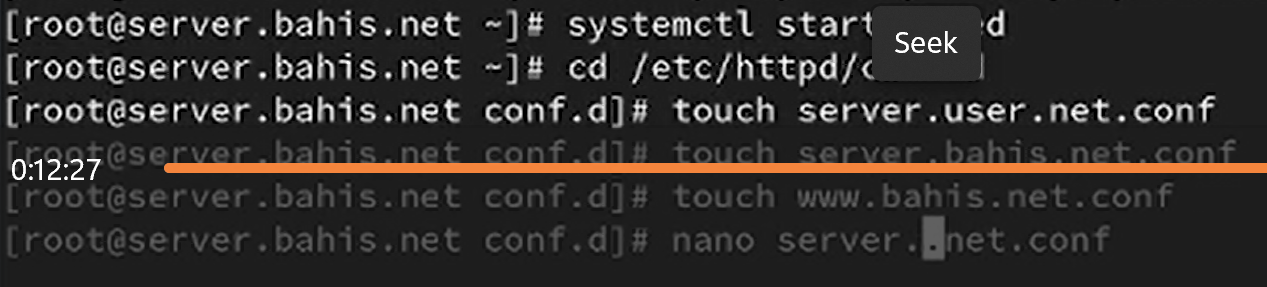 [root@server.bahis.net ~]# systemctl start d
Seek
[root@server.bahis.net ~]# cd /etc/httpd/
[root@server.bahis.net conf.d]# touch server.user.net.conf
[root@server.bahis.net conf.d]# touch server.bahis.net.conf
0:12:27
[root@server.bahis.net conf.d]# touch www.bahis.net.conf
[root@server.bahis.net conf.d]# nano server..net.conf